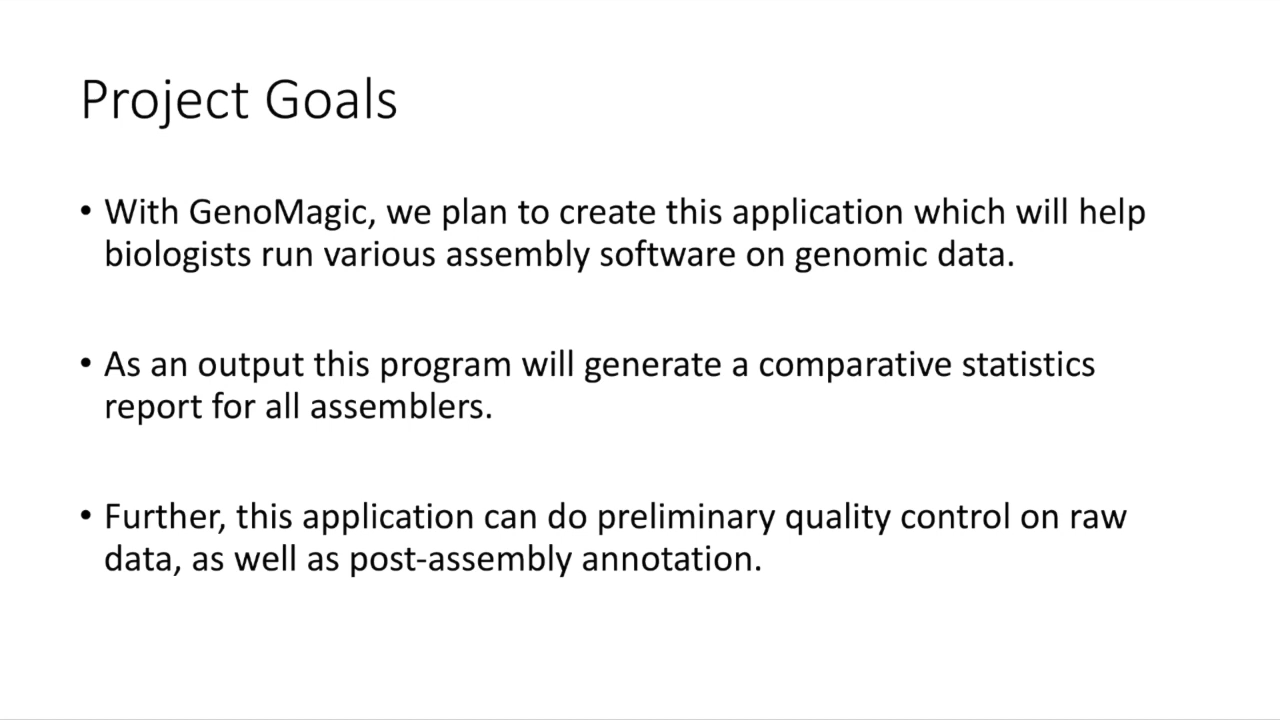 Project Goals
• With GenoMagic, we plan to create this application which will help
biologists run various assembly software on genomic data.
• As an output this program will generate a comparative statistics
report for all assemblers.
• Further, this application can do preliminary quality control on raw
data, as well as post-assembly annotation.